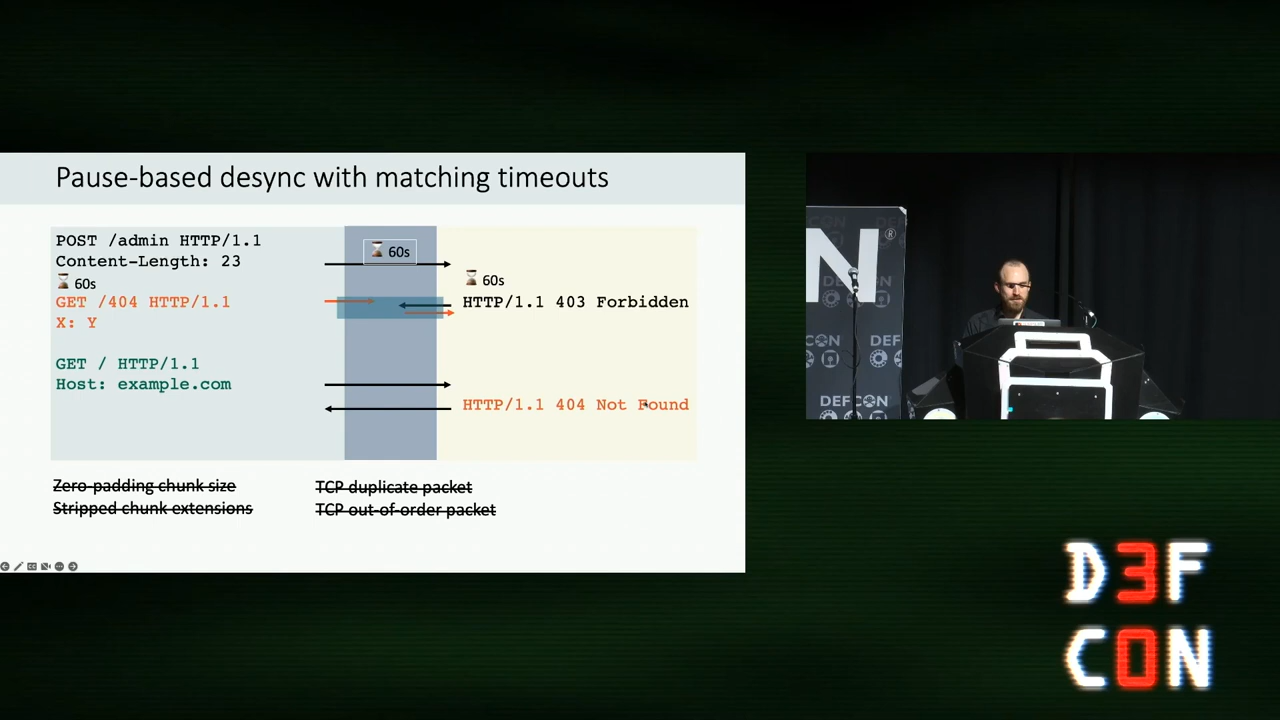 Pause-based desync with matching timeouts
POST /admin HTTP/1.1
Content-Length: 23
60s
GET /404 HTTP/1.1
X: Y
GET / HTTP/1.1
Host: example.com
60s
60s
HTTP/1.1 403 Forbidden
HTTP/1.1 404 Not Found
Zero-padding chunk size
Stripped chunk extensions
TCP duplicate packet
TCP out-of-order packet
N®
CON
DEF
DEFCON
D3F
C0N